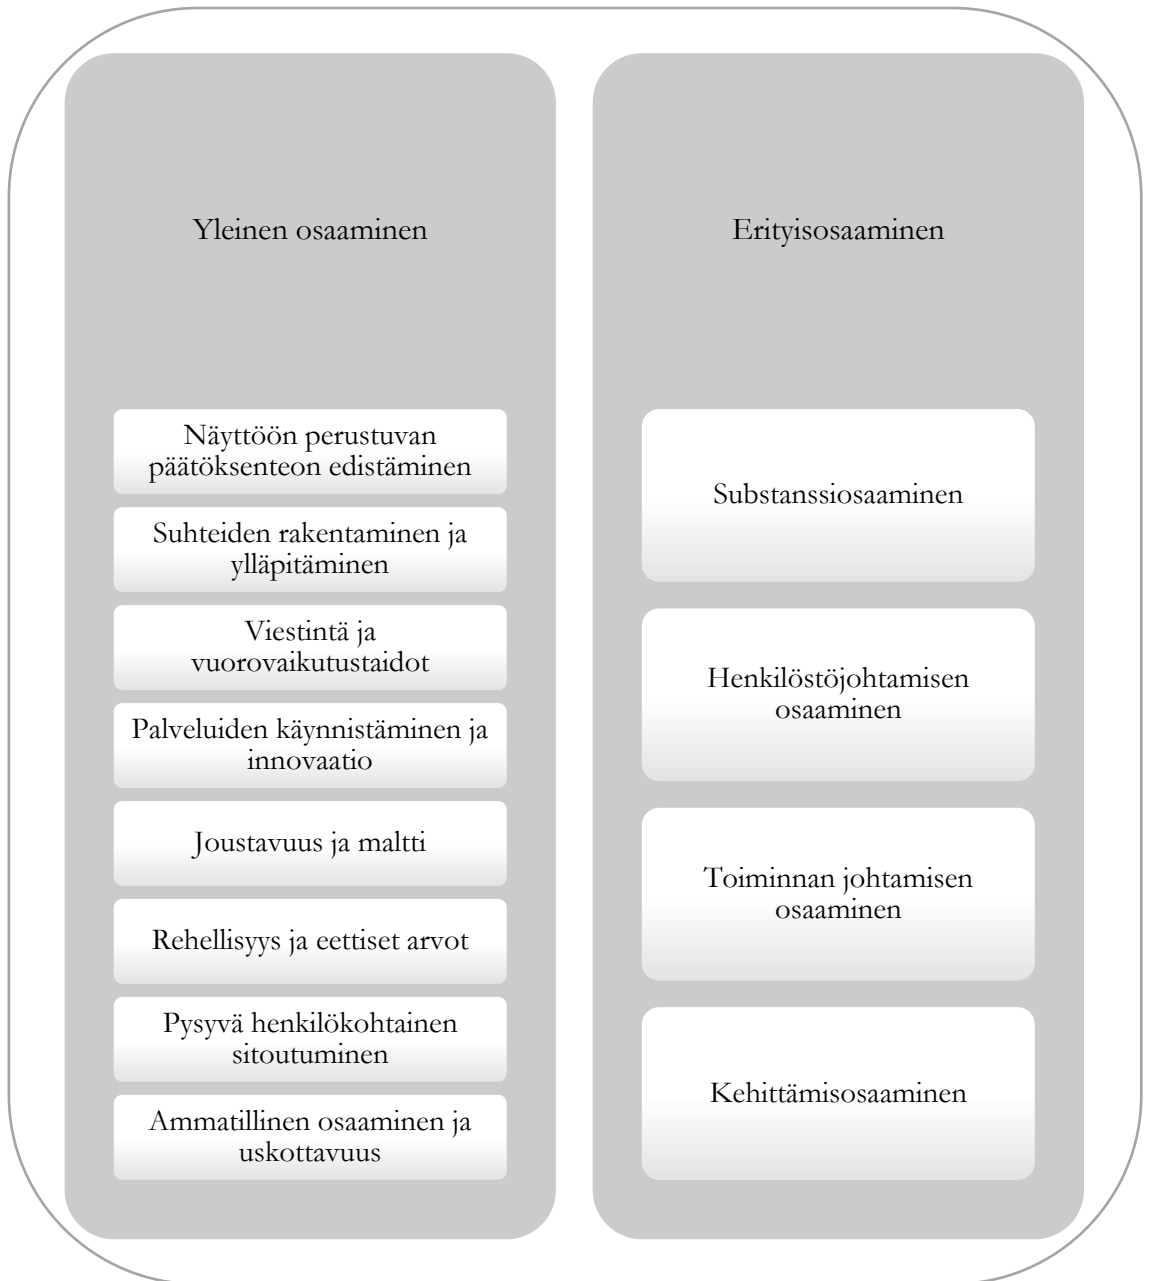 Yleinen osaaminen
Näyttöön perustuvan
päätöksenteon edistäminen
Suhteiden rakentaminen ja
ylläpitäminen
Viestintä ja
vuorovaikutustaidot
Palveluiden käynnistäminen ja
innovaatio
Joustavuus ja maltti
Rehellisyys ja eettiset arvot
Pysyvä henkilökohtainen
sitoutuminen
Ammatillinen osaaminen ja
uskottavuus
Erityisosaaminen
Substanssiosaaminen
Henkilöstöjohtamisen
osaaminen
Toiminnan johtamisen
osaaminen
Kehittämisosaaminen